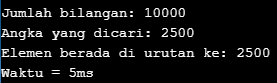 Jumlah bilangan: 10000
Angka yang dicari: 2500
Elemen berada di urutan ke: 2500
Waktu = 5ms